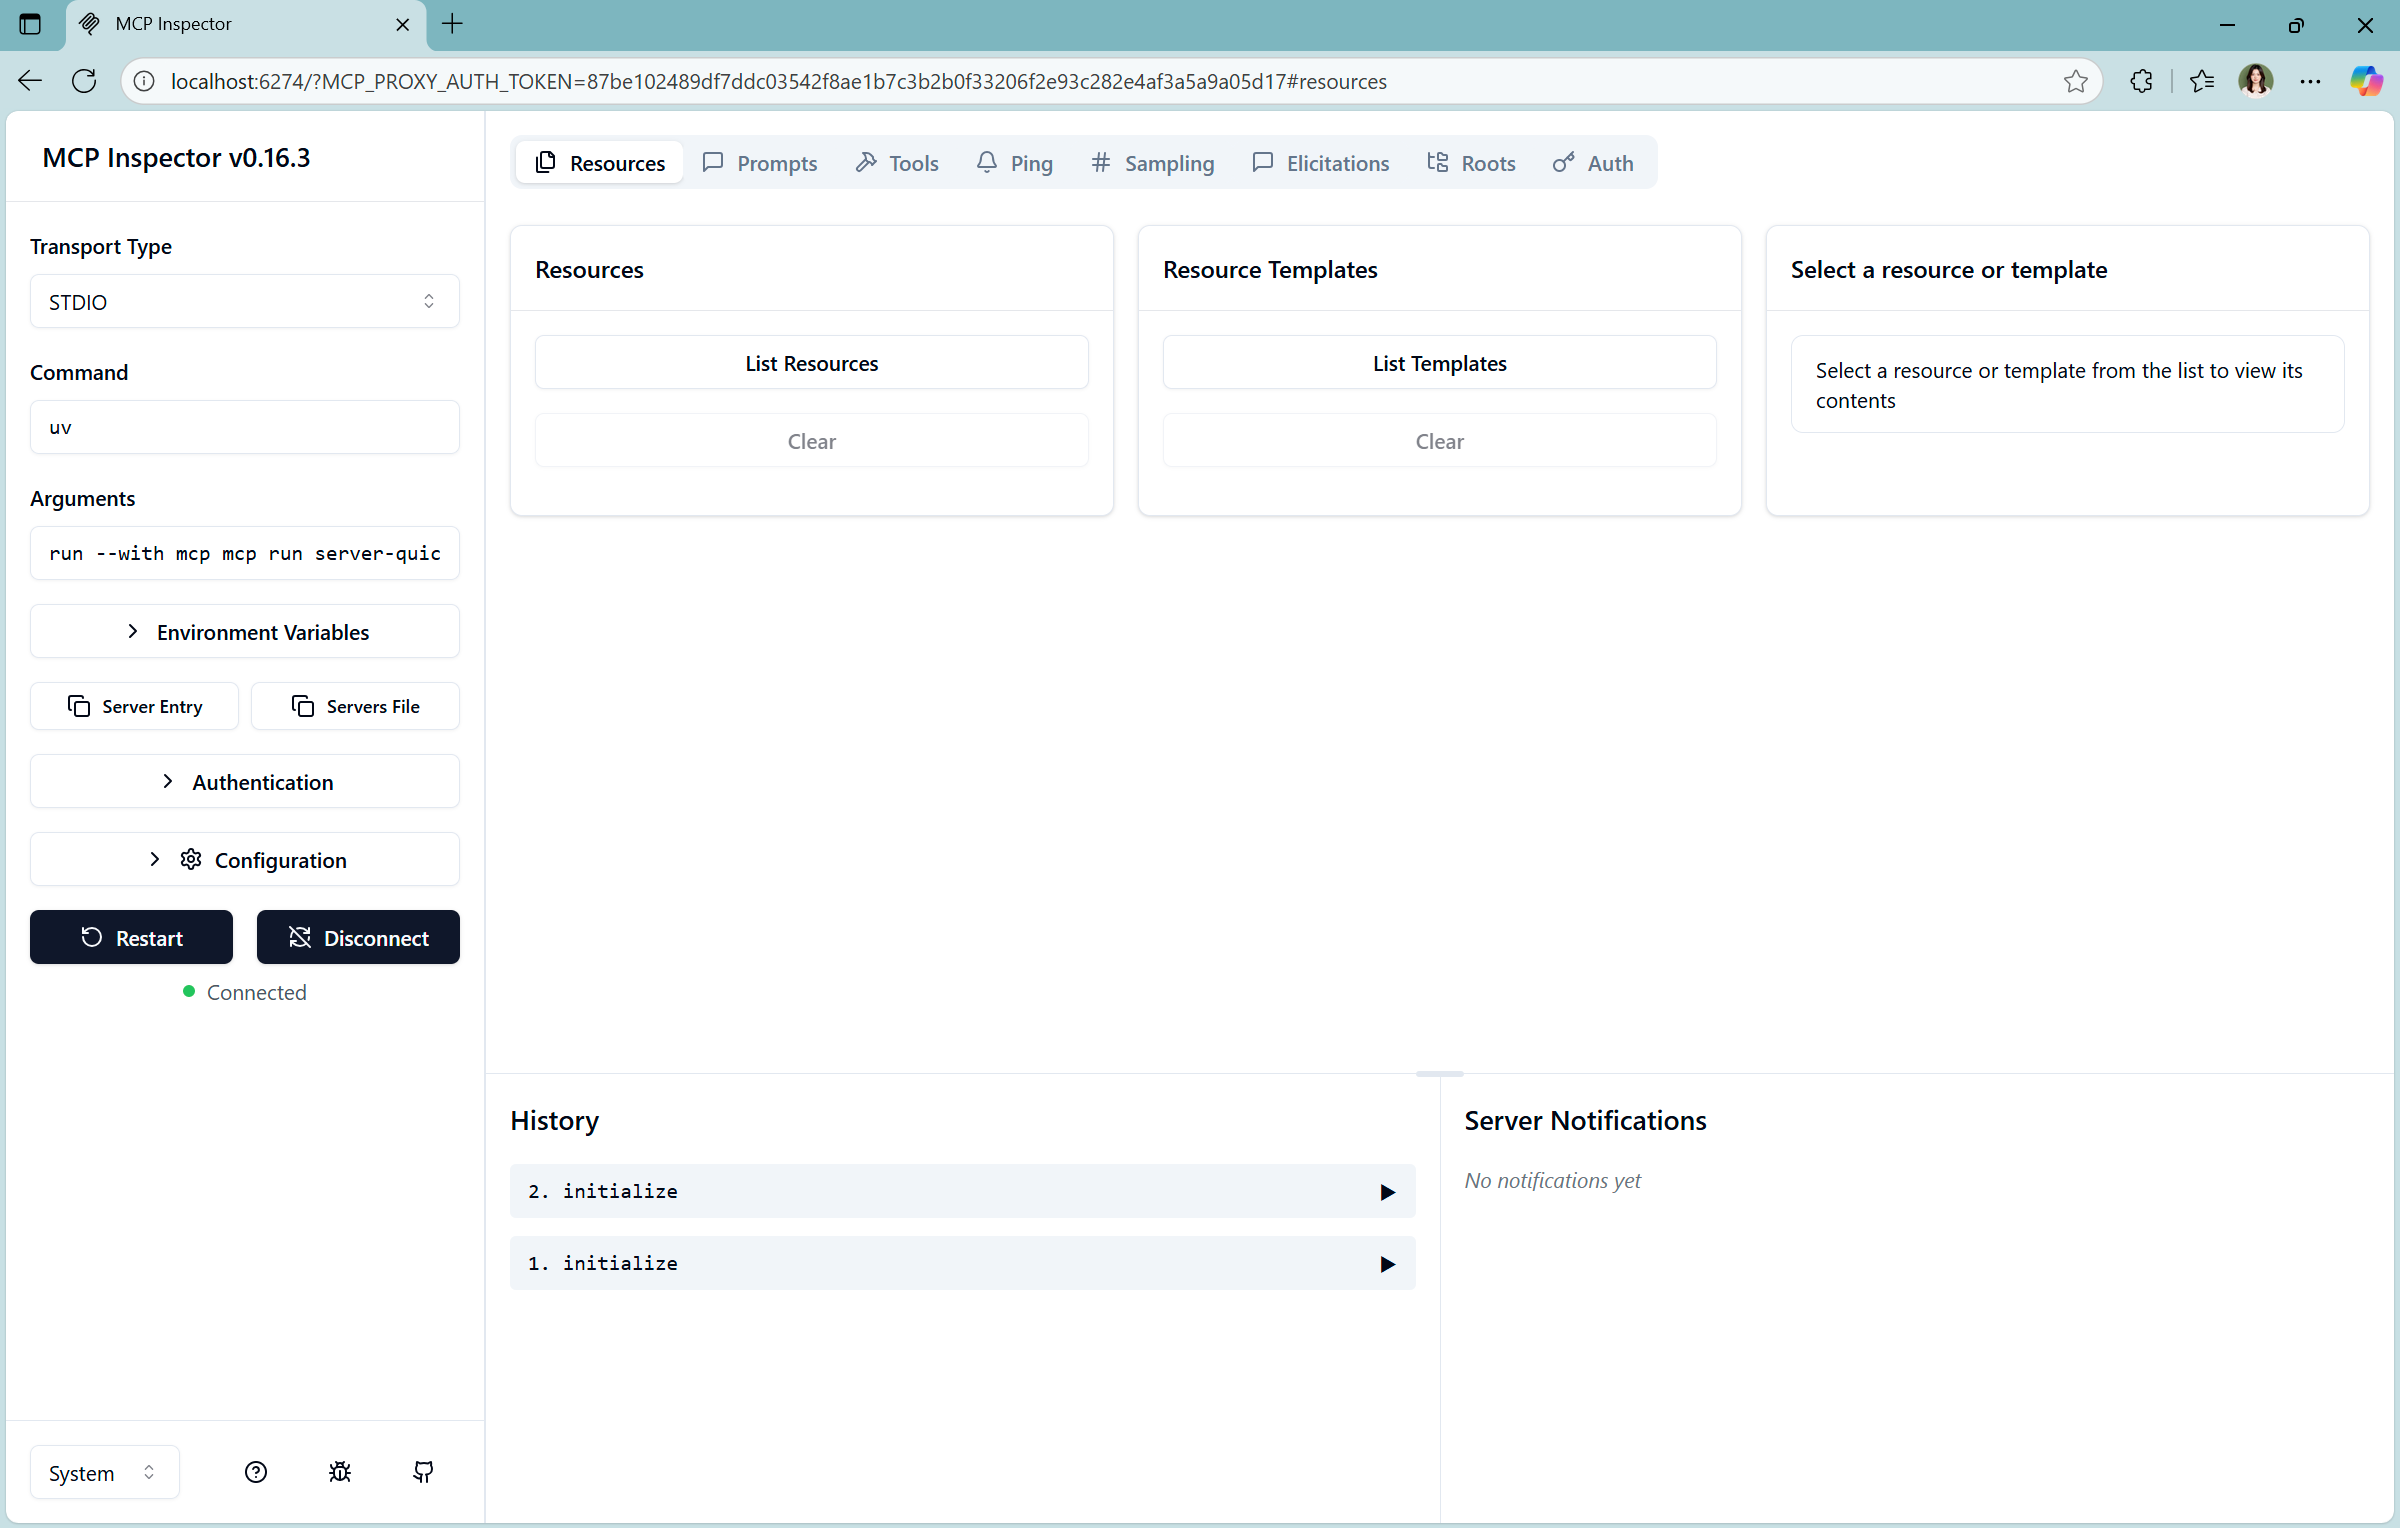 MCP Inspector
localhost:6274/?MCP_PROXY_AUTH_TOKEN=87be102489df7ddc03542f8ae1b7c3b2b0f33206f2e93c282e4af3a5a9a05d17#resources
MCP Inspector v0.16.3
Transport Type
STDIO
Command
uv
Arguments
run --with mcp mcp run server-quic
Environment Variables
Server Entry
Servers File
Authentication
Configuration
Restart
Disconnect
Connected
System
Resources
Prompts
Tools
Ping
Sampling
Elicitations
Roots
Auth
Resources
List Resources
Clear
Resource Templates
List Templates
Clear
Select a resource or template
Select a resource or template from the list to view its
contents
History
2. initialize
1. initialize
Server Notifications
No notifications yet